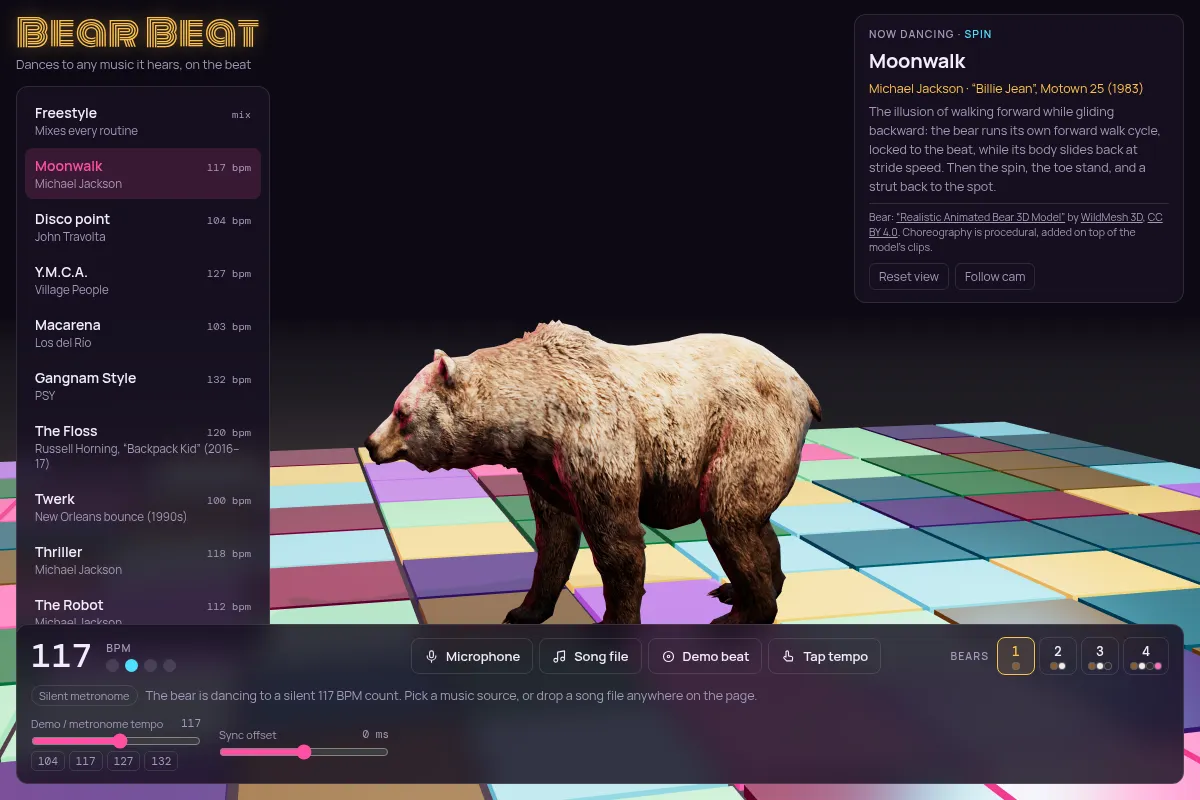 BEAR BEAT
Dances to any music it hears, on the beat
Freestyle mix
Mixes every routine
Moonwalk 117 bpm
Michael Jackson
Disco point 104 bpm
John Travolta
Y.M.C.A. 127 bpm
Village People
Macarena 103 bpm
Los del Río
Gangnam Style 132 bpm
PSY
The Floss 120 bpm
Russell Horning, “Backpack Kid” (2016–
17)
Twerk 100 bpm
New Orleans bounce (1990s)
Thriller 118 bpm
Michael Jackson
The Robot 112 bpm
Michael Jackson
NOW DANCING · SPIN
Moonwalk
Michael Jackson · “Billie Jean”, Motown 25 (1983)
The illusion of walking forward while gliding
backward: the bear runs its own forward walk cycle,
locked to the beat, while its body slides back at
stride speed. Then the spin, the toe stand, and a
strut back to the spot.
Bear: “Realistic Animated Bear 3D Model” by WildMesh 3D, CC
BY 4.0. Choreography is procedural, added on top of the
model's clips.
Reset view Follow cam
117 BPM
Microphone Song file Demo beat Tap tempo
BEARS 1 2 3 4
Silent metronome The bear is dancing to a silent 117 BPM count. Pick a music source, or drop a song file anywhere on the page.
Demo / metronome tempo 117
Sync offset 0 ms
104 117 127 132